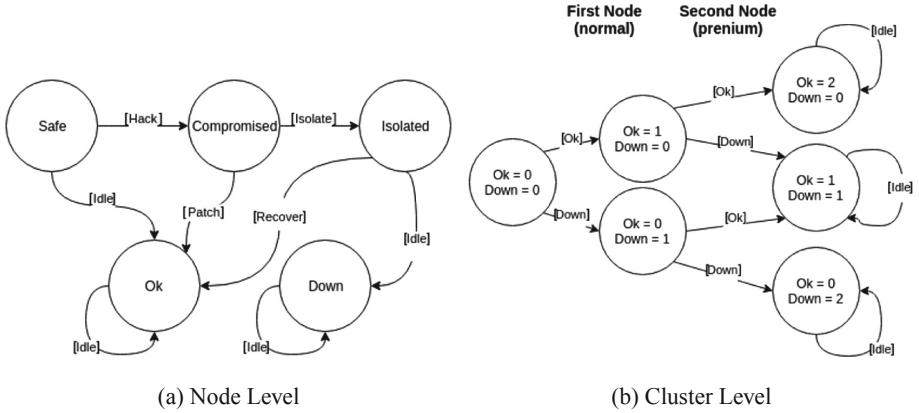 First Node
(normal)
Second Node
(prenium)
[Idle]
Safe
[Hack]
Compromised
[Isolate]
Isolated
[Idle]
[Patch]
[Recover]
[Idle]
Ok
[Idle]
Down
[Idle]
Ok = 0
Down = 0
[Ok]
[Down]
Ok = 1
Down = 0
Ok = 0
Down = 1
[Ok]
[Down]
[Ok]
[Down]
Ok = 2
Down = 0
Ok = 1
Down = 1
[Idle]
Ok = 0
Down = 2
[Idle]
(a) Node Level
(b) Cluster Level